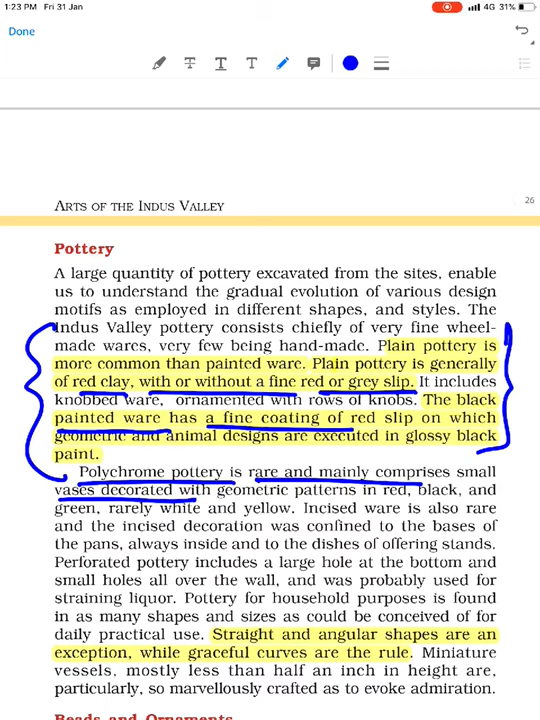 1:23 PM Fri 31 Jan
4G 31%
Done
T T T
ARTS OF THE INDUS VALLEY
26
Pottery
A large quantity of pottery excavated from the sites, enable
us to understand the gradual evolution of various design
motifs as employed in different shapes, and styles. The
Indus Valley pottery consists chiefly of very fine wheel-
made wares, very few being hand-made. Plain pottery is
more common than painted ware. Plain pottery is generally
of red clay, with or without a fine red or grey slip. It includes
knobbed ware, ornamented with rows of knobs. The black
painted ware has a fine coating of red slip on which
geometric and animal designs are executed in glossy black
paint.
Polychrome pottery is rare and mainly comprises small
vases decorated with geometric patterns in red, black, and
green, rarely white and yellow. Incised ware is also rare
and the incised decoration was confined to the bases of
the pans, always inside and to the dishes of offering stands.
Perforated pottery includes a large hole at the bottom and
small holes all over the wall, and was probably used for
straining liquor. Pottery for household purposes is found
in as many shapes and sizes as could be conceived of for
daily practical use. Straight and angular shapes are an
exception, while graceful curves are the rule. Miniature
vessels, mostly less than half an inch in height are,
particularly, so marvellously crafted as to evoke admiration.
Beads and Ornaments